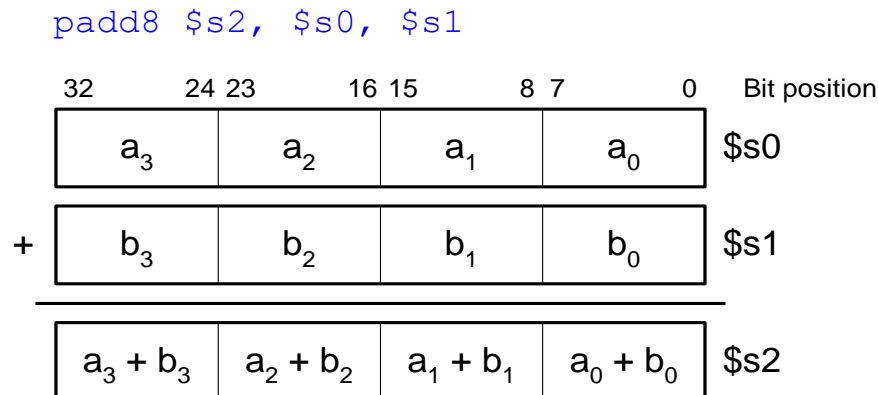 padd8 $s2, $s0, $s1
32 24 23 16 15 8 7 0 Bit position
a₃ a₂ a₁ a₀ $s0
+ b₃ b₂ b₁ b₀ $s1
a₃ + b₃ a₂ + b₂ a₁ + b₁ a₀ + b₀ $s2